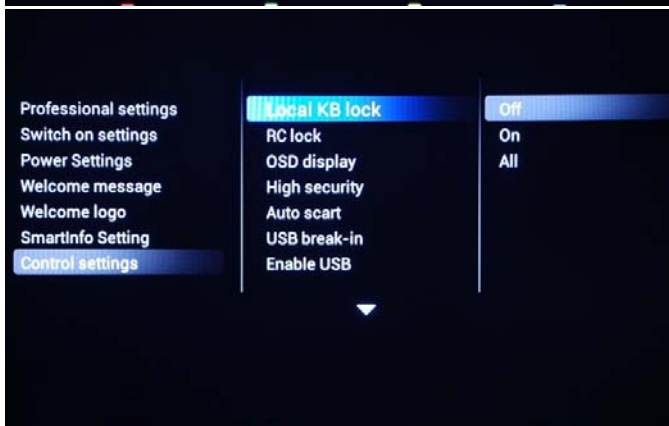 Professional settings
Switch on settings
Power Settings
Welcome message
Welcome logo
SmartInfo Setting
Control settings
Local KB lock
RC lock
OSD display
High security
Auto scart
USB break-in
Enable USB
Off
On
All